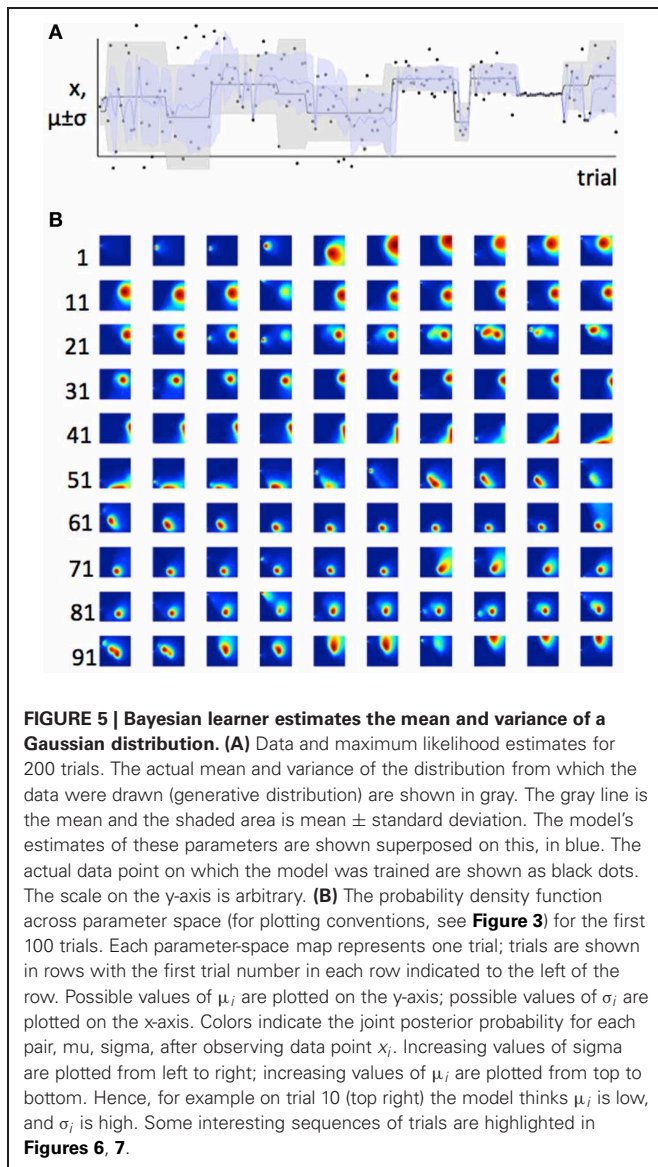 A
x,
μ±σ
trial
B
1
11
21
31
41
51
61
71
81
91
FIGURE 5 | Bayesian learner estimates the mean and variance of a
Gaussian distribution. (A) Data and maximum likelihood estimates for
200 trials. The actual mean and variance of the distribution from which the
data were drawn (generative distribution) are shown in gray. The gray line is
the mean and the shaded area is mean ± standard deviation. The model's
estimates of these parameters are shown superposed on this, in blue. The
actual data point on which the model was trained are shown as black dots.
The scale on the y-axis is arbitrary. (B) The probability density function
across parameter space (for plotting conventions, see Figure 3) for the first
100 trials. Each parameter-space map represents one trial; trials are shown
in rows with the first trial number in each row indicated to the left of the
row. Possible values of μi are plotted on the y-axis; possible values of σi are
plotted on the x-axis. Colors indicate the joint posterior probability for each
pair, mu, sigma, after observing data point xi. Increasing values of sigma
are plotted from left to right; increasing values of μi are plotted from top to
bottom. Hence, for example on trial 10 (top right) the model thinks μi is low,
and σi is high. Some interesting sequences of trials are highlighted in
Figures 6, 7.